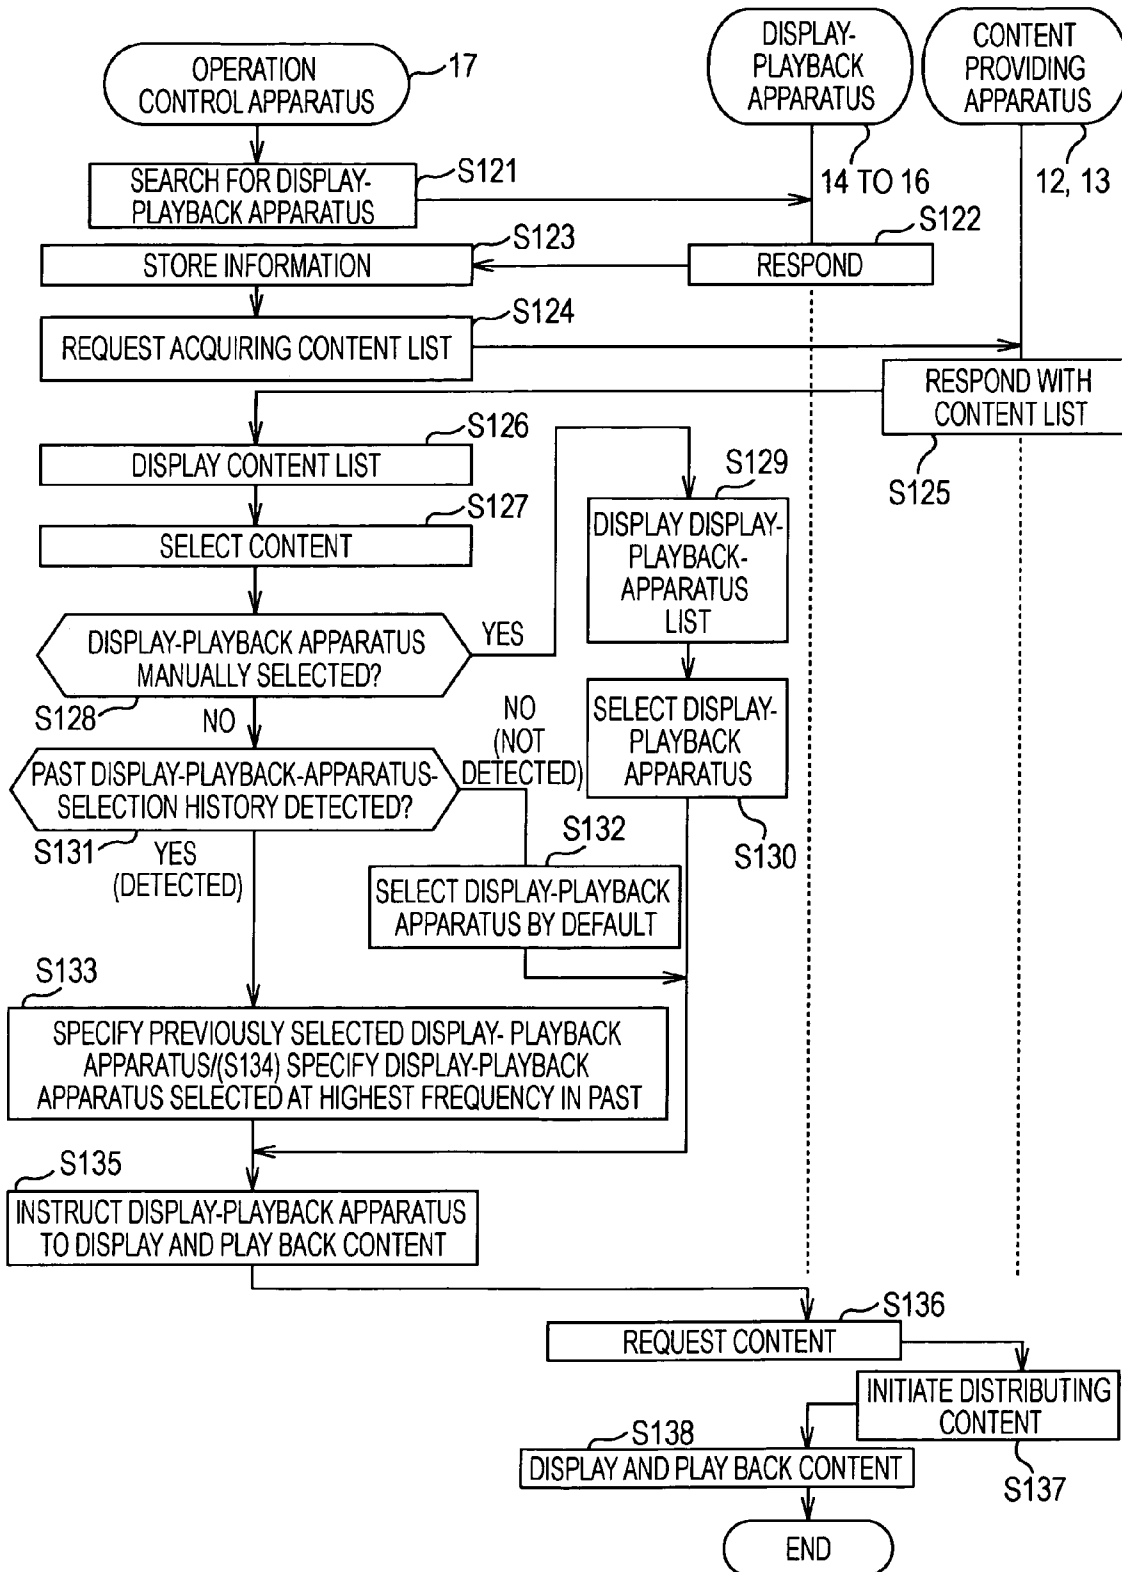 OPERATION
CONTROL APPARATUS
17
DISPLAY-
PLAYBACK
APPARATUS
14 TO 16
CONTENT
PROVIDING
APPARATUS
12, 13
SEARCH FOR DISPLAY-
PLAYBACK APPARATUS
S121
S122
RESPOND
S123
STORE INFORMATION
S124
REQUEST ACQUIRING CONTENT LIST
RESPOND WITH
CONTENT LIST
S125
S126
DISPLAY CONTENT LIST
S127
SELECT CONTENT
DISPLAY-PLAYBACK APPARATUS
MANUALLY SELECTED?
S128
YES
NO
S129
DISPLAY DISPLAY-
PLAYBACK-
APPARATUS
LIST
SELECT DISPLAY-
PLAYBACK
APPARATUS
S130
PAST DISPLAY-PLAYBACK-APPARATUS-
SELECTION HISTORY DETECTED?
S131
NO
(NOT
DETECTED)
YES
(DETECTED)
S132
SELECT DISPLAY-PLAYBACK
APPARATUS BY DEFAULT
S133
SPECIFY PREVIOUSLY SELECTED DISPLAY- PLAYBACK
APPARATUS/(S134) SPECIFY DISPLAY-PLAYBACK
APPARATUS SELECTED AT HIGHEST FREQUENCY IN PAST
S135
INSTRUCT DISPLAY-PLAYBACK APPARATUS
TO DISPLAY AND PLAY BACK CONTENT
S136
REQUEST CONTENT
INITIATE DISTRIBUTING
CONTENT
S137
S138
DISPLAY AND PLAY BACK CONTENT
END